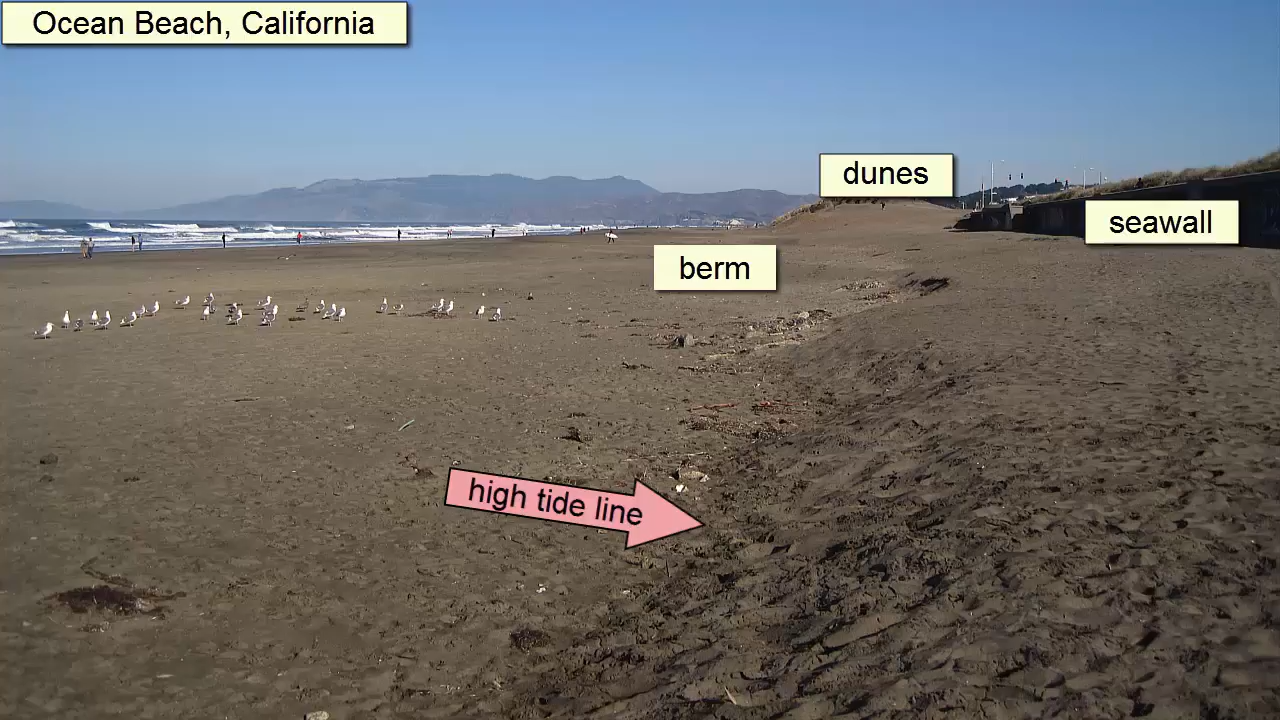 Ocean Beach, California
dunes
seawall
berm
high tide line